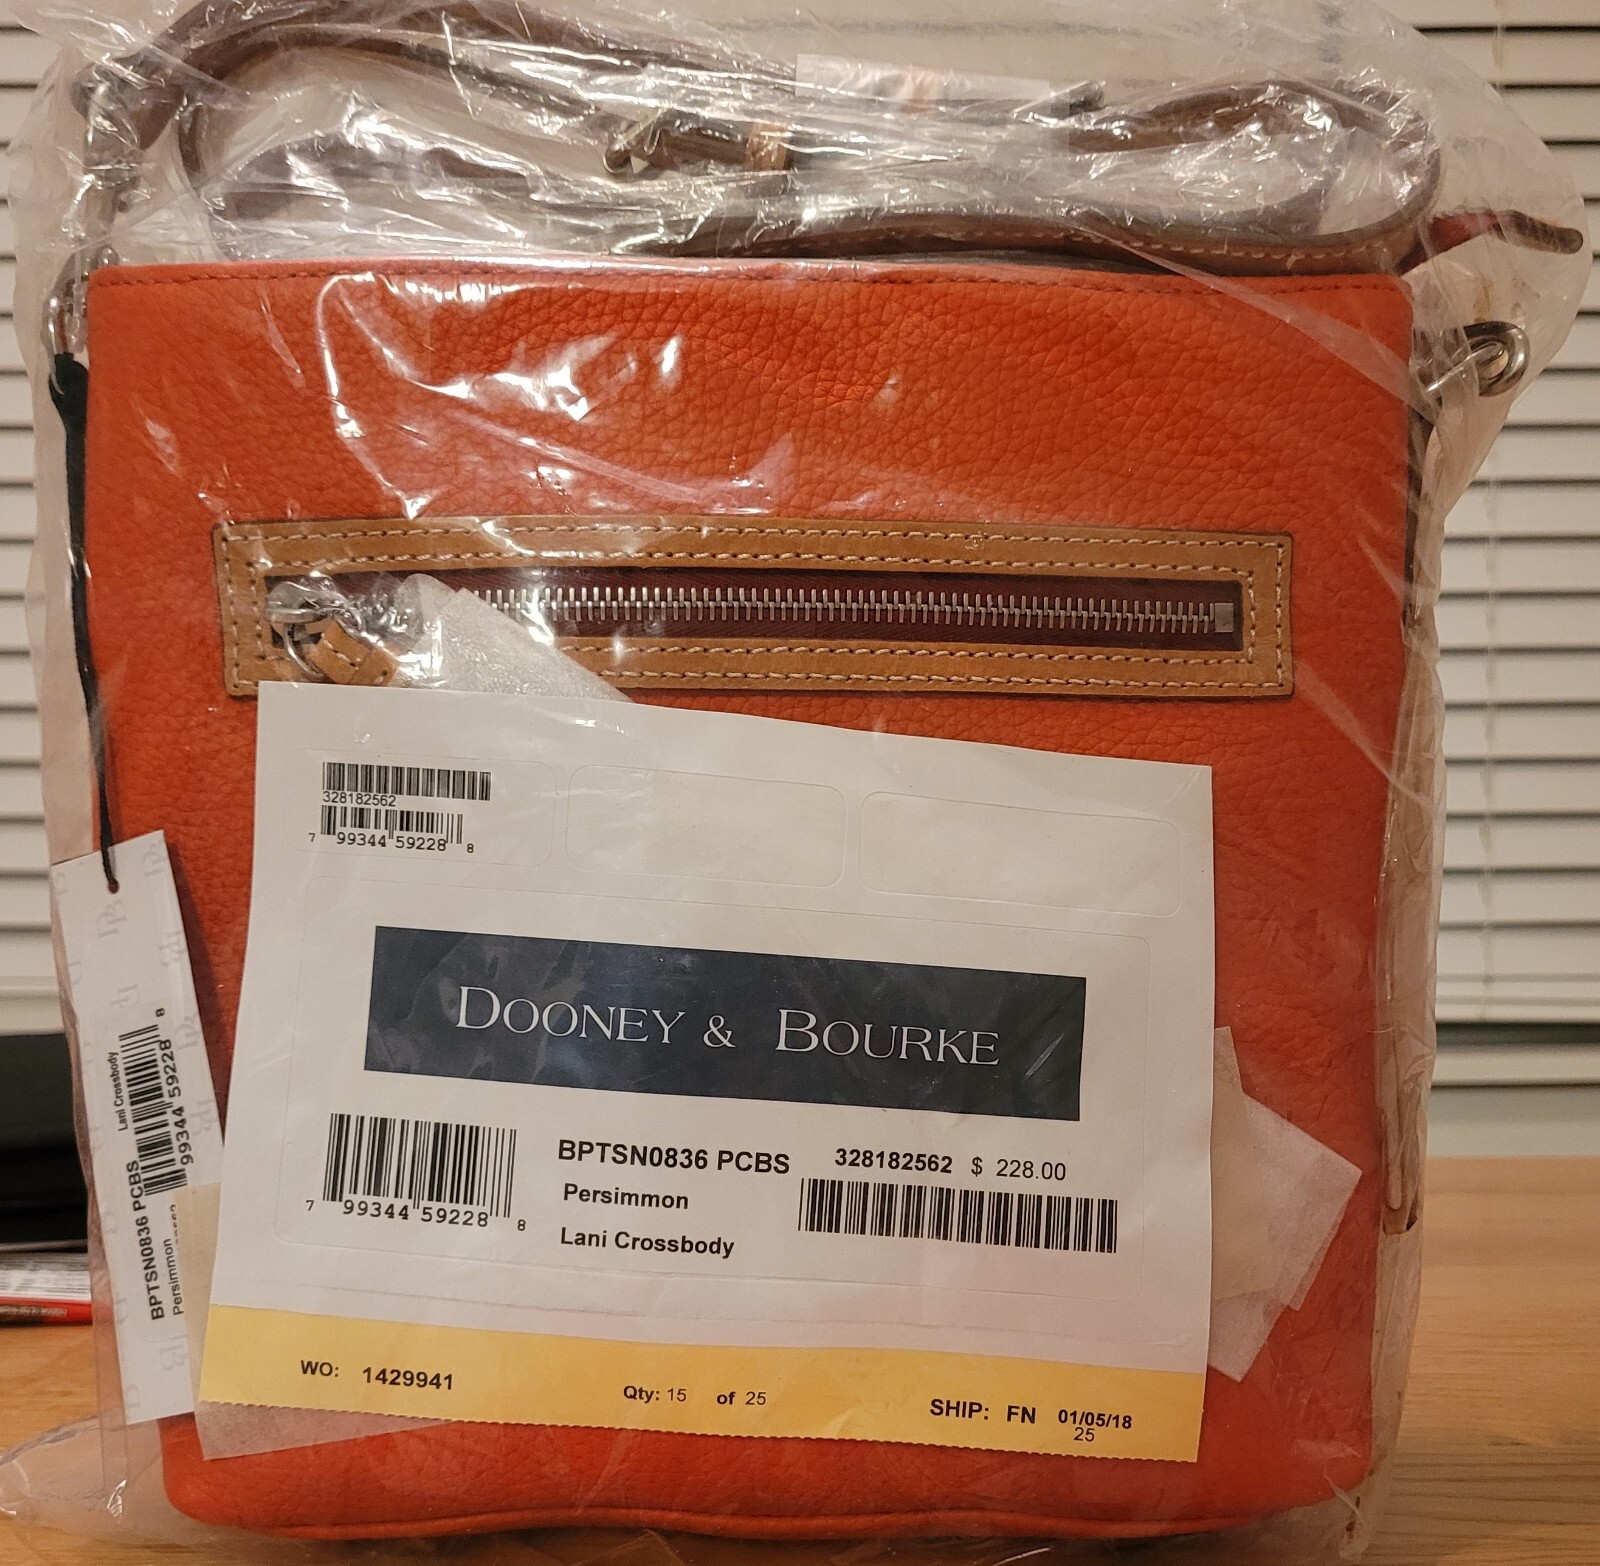 328182562
7 99344 59228 8
DOONEY & BOURKE
BPTSN0836 PCBS
Persimmon
Lani Crossbody
328182562 $ 228.00
7 99344 59228 8
WO: 1429941
Qty: 15 of 25
SHIP: FN 01/05/18
25
Lani Crossbody
99344 59228 8
BPTSN0836 PCBS
Persimmon